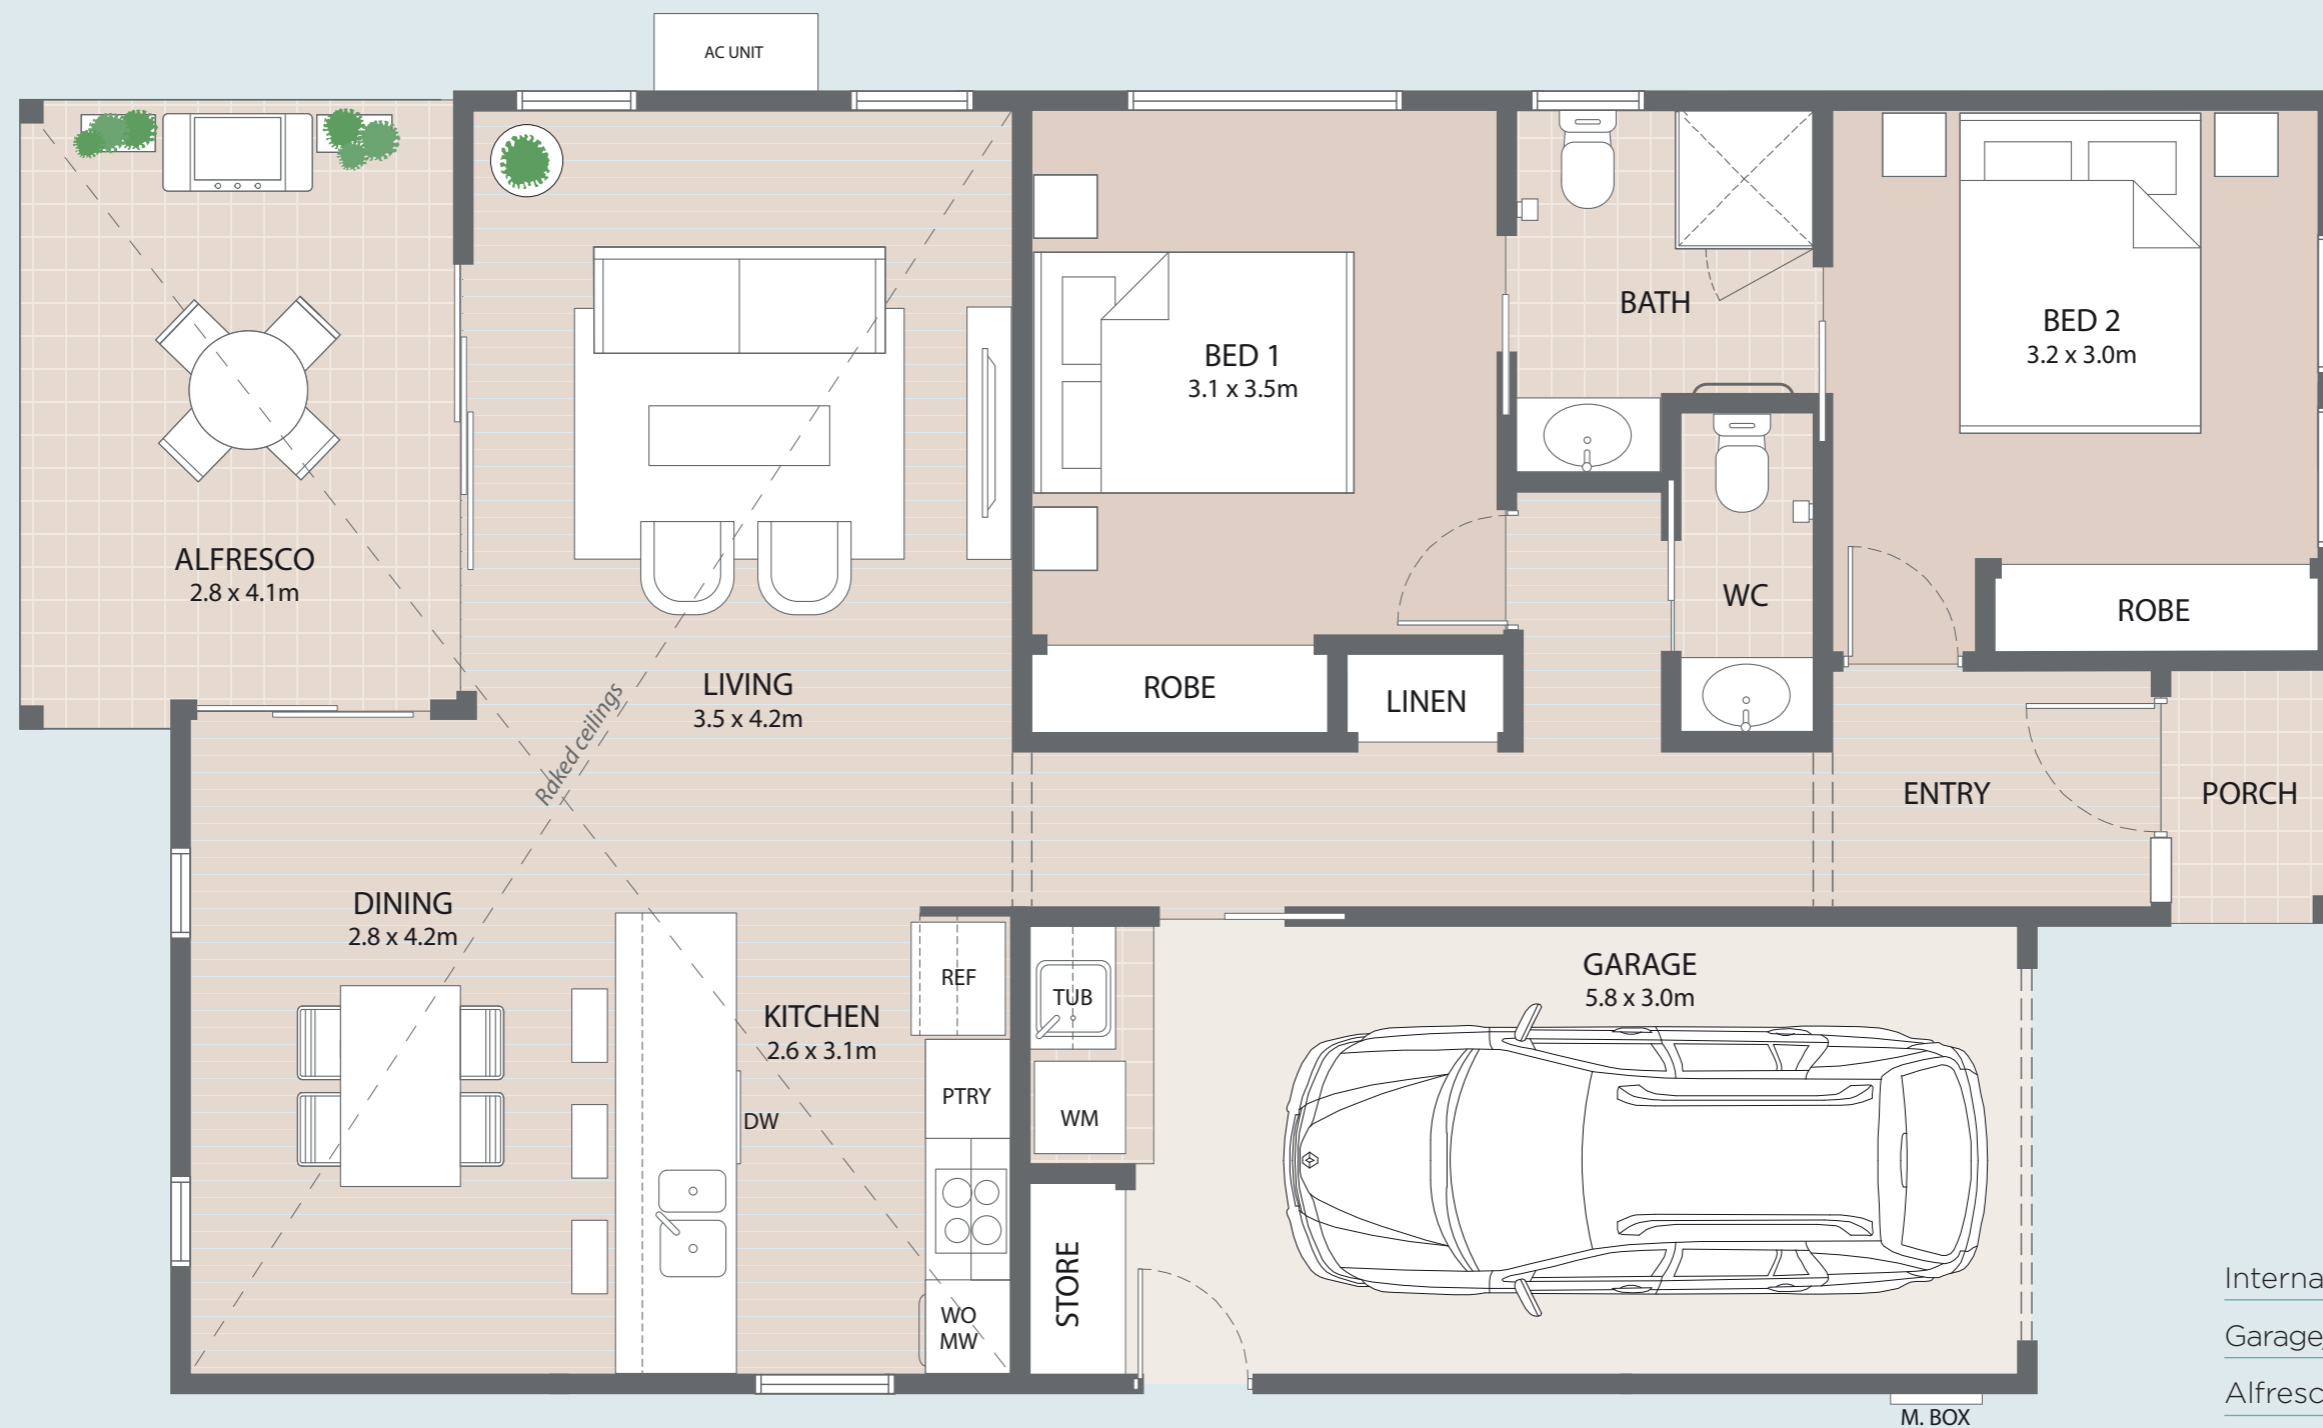 AC UNIT
BED 1
3.1 x 3.5m
BATH
BED 2
3.2 x 3.0m
ALFRESCO
2.8 x 4.1m
WC
ROBE
LIVING
3.5 x 4.2m
Raked ceilings
ROBE
LINEN
ENTRY
PORCH
DINING
2.8 x 4.2m
KITCHEN
2.6 x 3.1m
REF
TUB
GARAGE
5.8 x 3.0m
PTRY
WM
DW
STORE
WO
MW
M. BOX
Interna
Garage
Alfresc